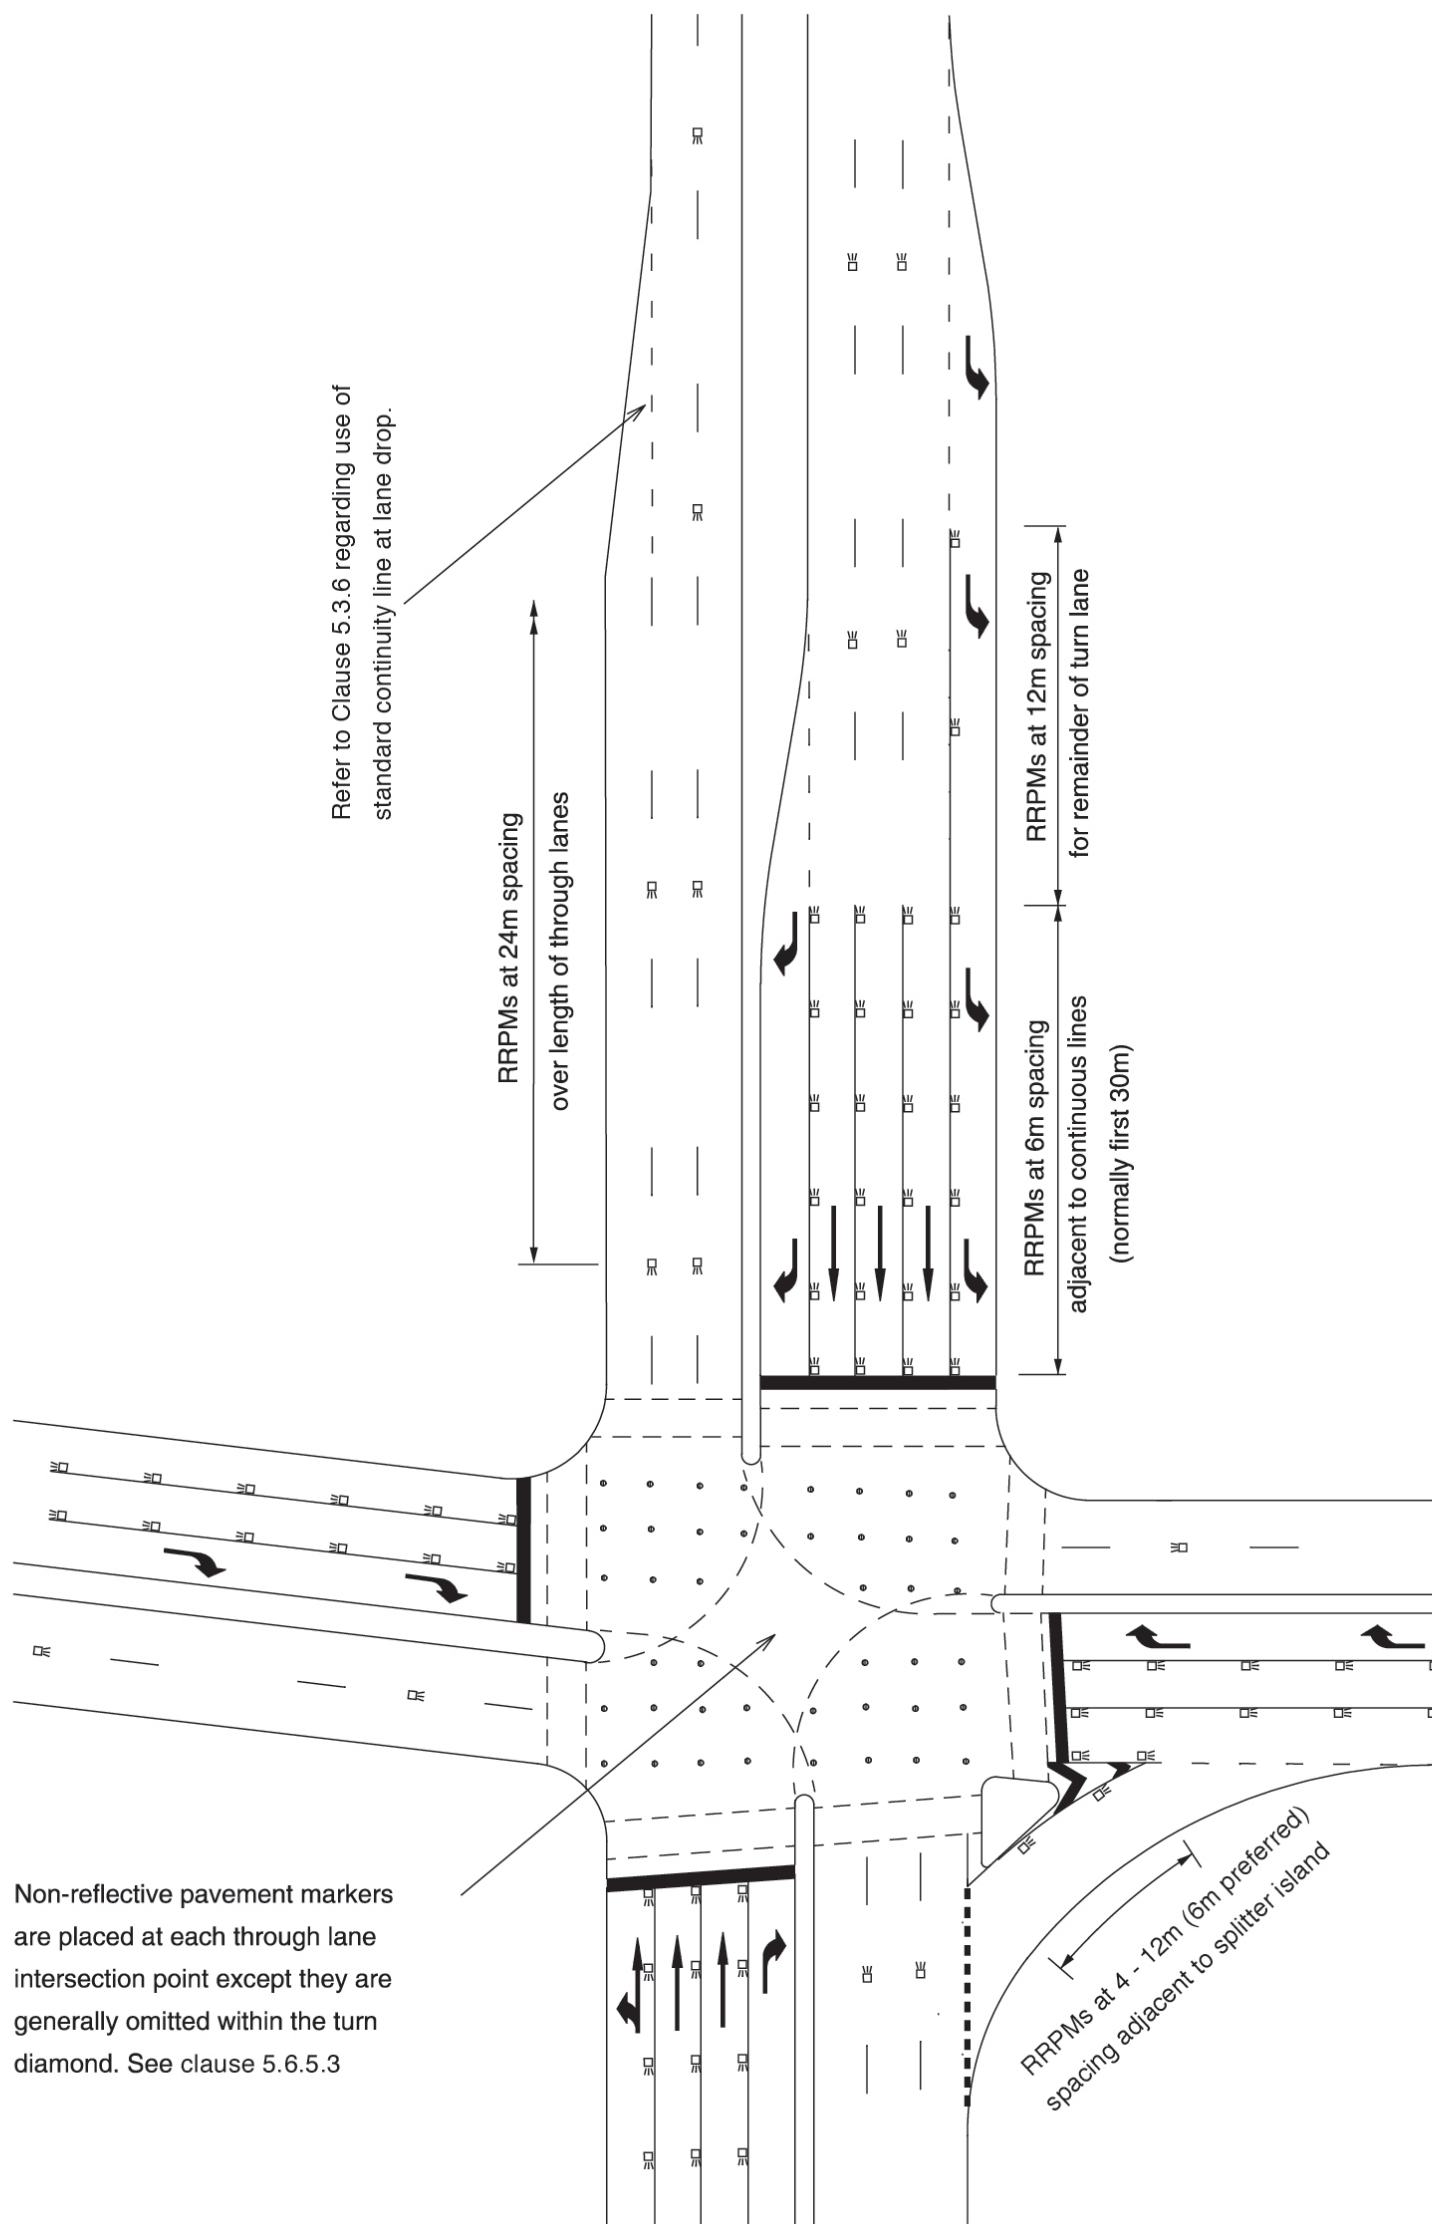 Refer to Clause 5.3.6 regarding use of
standard continuity line at lane drop.
RRPMs at 24m spacing
over length of through lanes
RRPMs at 12m spacing
for remainder of turn lane
RRPMs at 6m spacing
adjacent to continuous lines
(normally first 30m)
Non-reflective pavement markers
are placed at each through lane
intersection point except they are
generally omitted within the turn
diamond. See clause 5.6.5.3
RRPMs at 4 - 12m (6m preferred)
spacing adjacent to splitter island